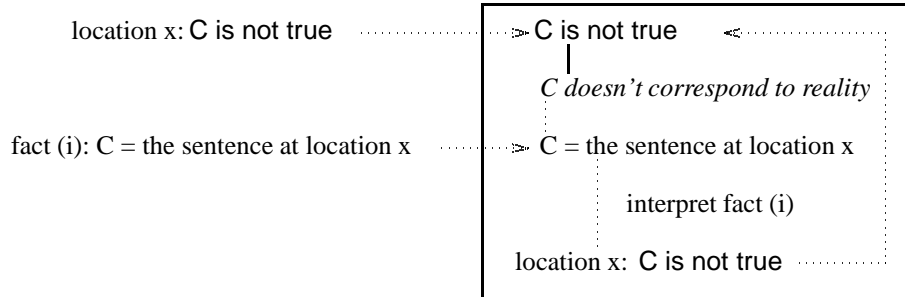 location x: C is not true
C is not true
C doesn't correspond to reality
fact (i): C = the sentence at location x
C = the sentence at location x
interpret fact (i)
location x: C is not true